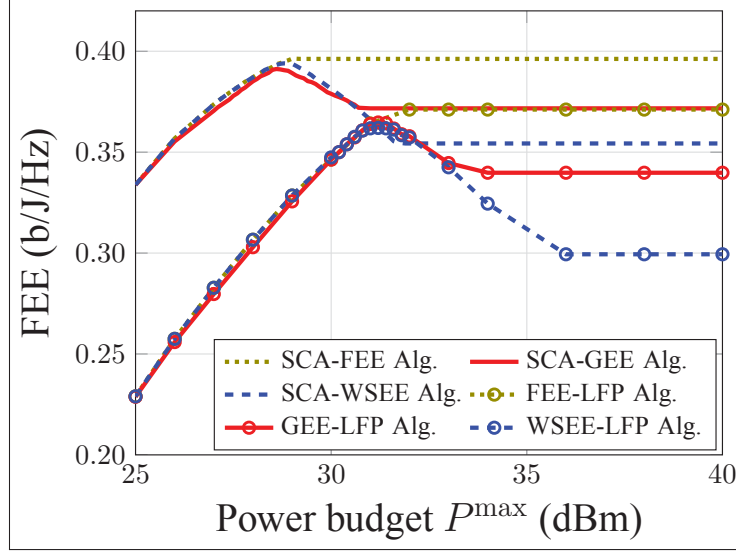 FEE (b/J/Hz)
0.40
0.35
0.30
0.25
0.20
SCA-FEE Alg. SCA-GEE Alg.
SCA-WSEE Alg. FEE-LFP Alg.
GEE-LFP Alg. WSEE-LFP Alg.
25 30 35 40
Power budget P^max (dBm)